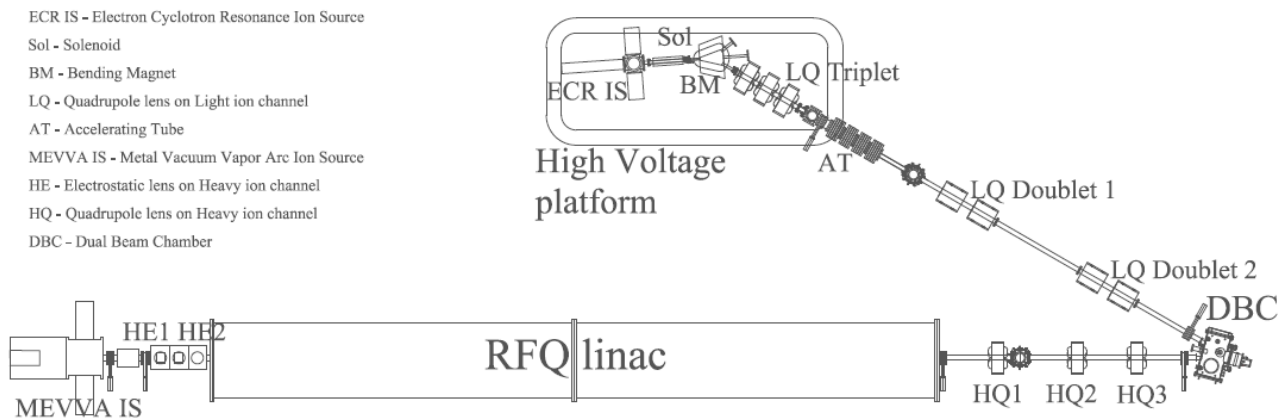 ECR IS - Electron Cyclotron Resonance Ion Source
Sol - Solenoid
BM - Bending Magnet
LQ - Quadrupole lens on Light ion channel
AT - Accelerating Tube
MEVVA IS - Metal Vacuum Vapor Arc Ion Source
HE - Electrostatic lens on Heavy ion channel
HQ - Quadrupole lens on Heavy ion channel
DBC - Dual Beam Chamber
Sol
ECR IS
BM
LQ Triplet
AT
High Voltage
platform
LQ Doublet 1
LQ Doublet 2
DBC
HE1 HE2
RFQ linac
MEVVA IS
HQ1 HQ2 HQ3